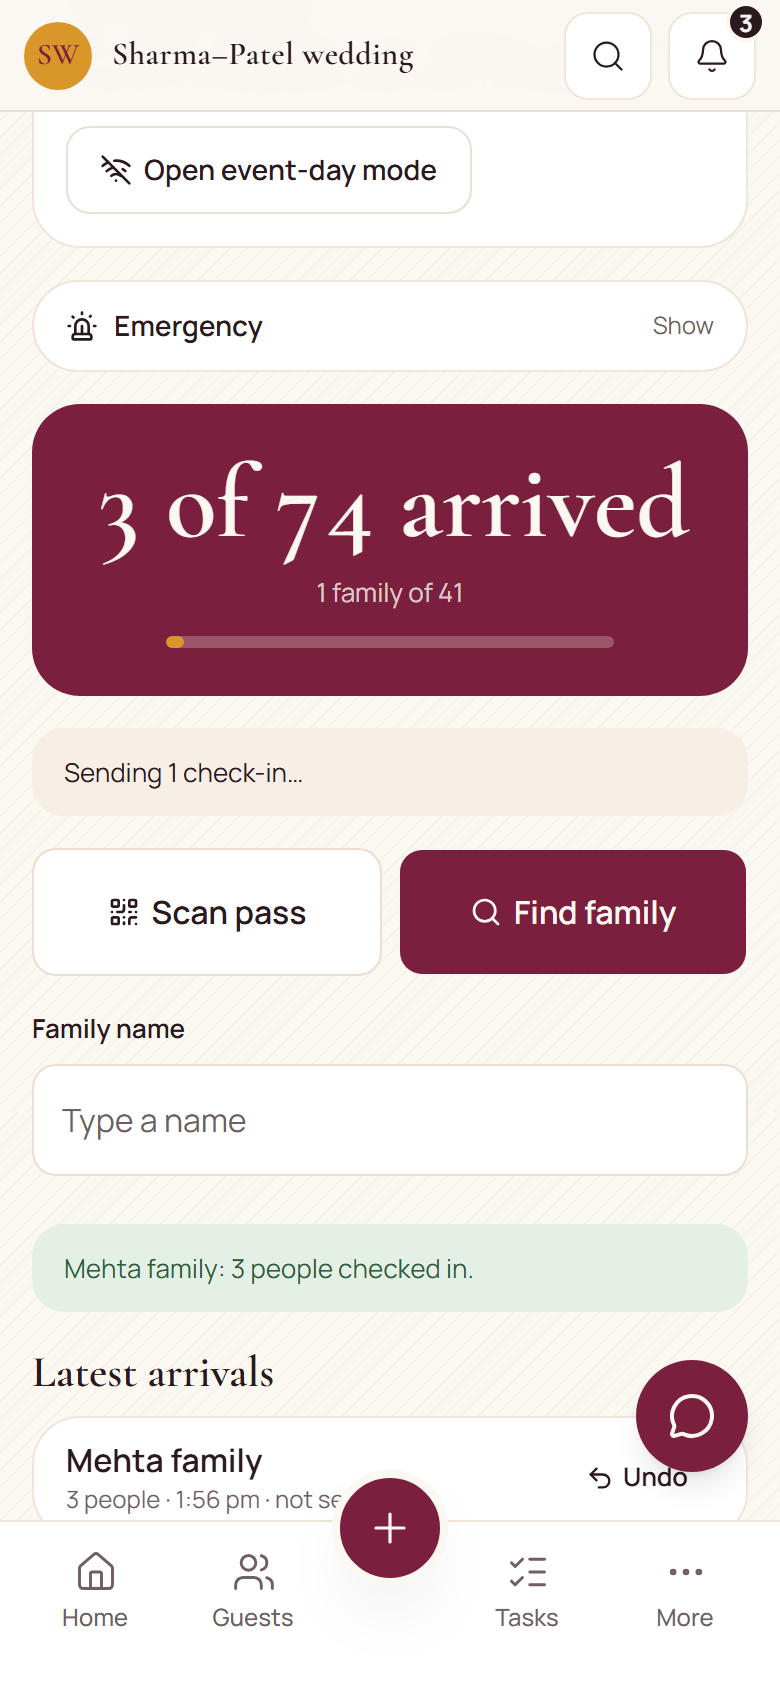 SW Sharma–Patel wedding 3
Open event-day mode
Emergency Show
3 of 74 arrived
1 family of 41
Sending 1 check-in...
Scan pass Find family
Family name
Type a name
Mehta family: 3 people checked in.
Latest arrivals
Mehta family
Undo
3 people · 1:56 pm · not
Home Guests Tasks More